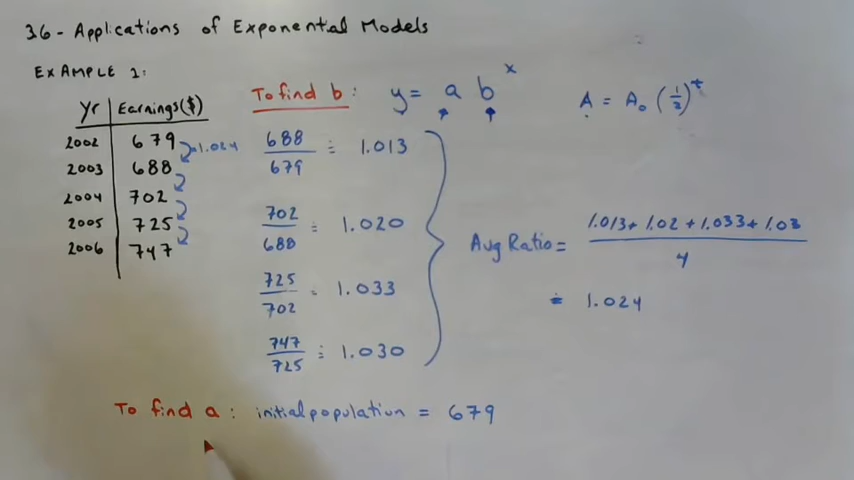 3.6 - Applications of Exponential Models
EXAMPLE 1:
To find b: y = a b^x
A = A₀ (1/2)^t
Yr Earnings($)
2002 679
×1.024
2003 688
2004 702
2005 725
2006 747
688/679 ≐ 1.013
702/688 ≐ 1.020
725/702 ≐ 1.033
747/725 ≐ 1.030
Avg Ratio = (1.013 + 1.02 + 1.033 + 1.03)/4
= 1.024
To find a: initial population = 679